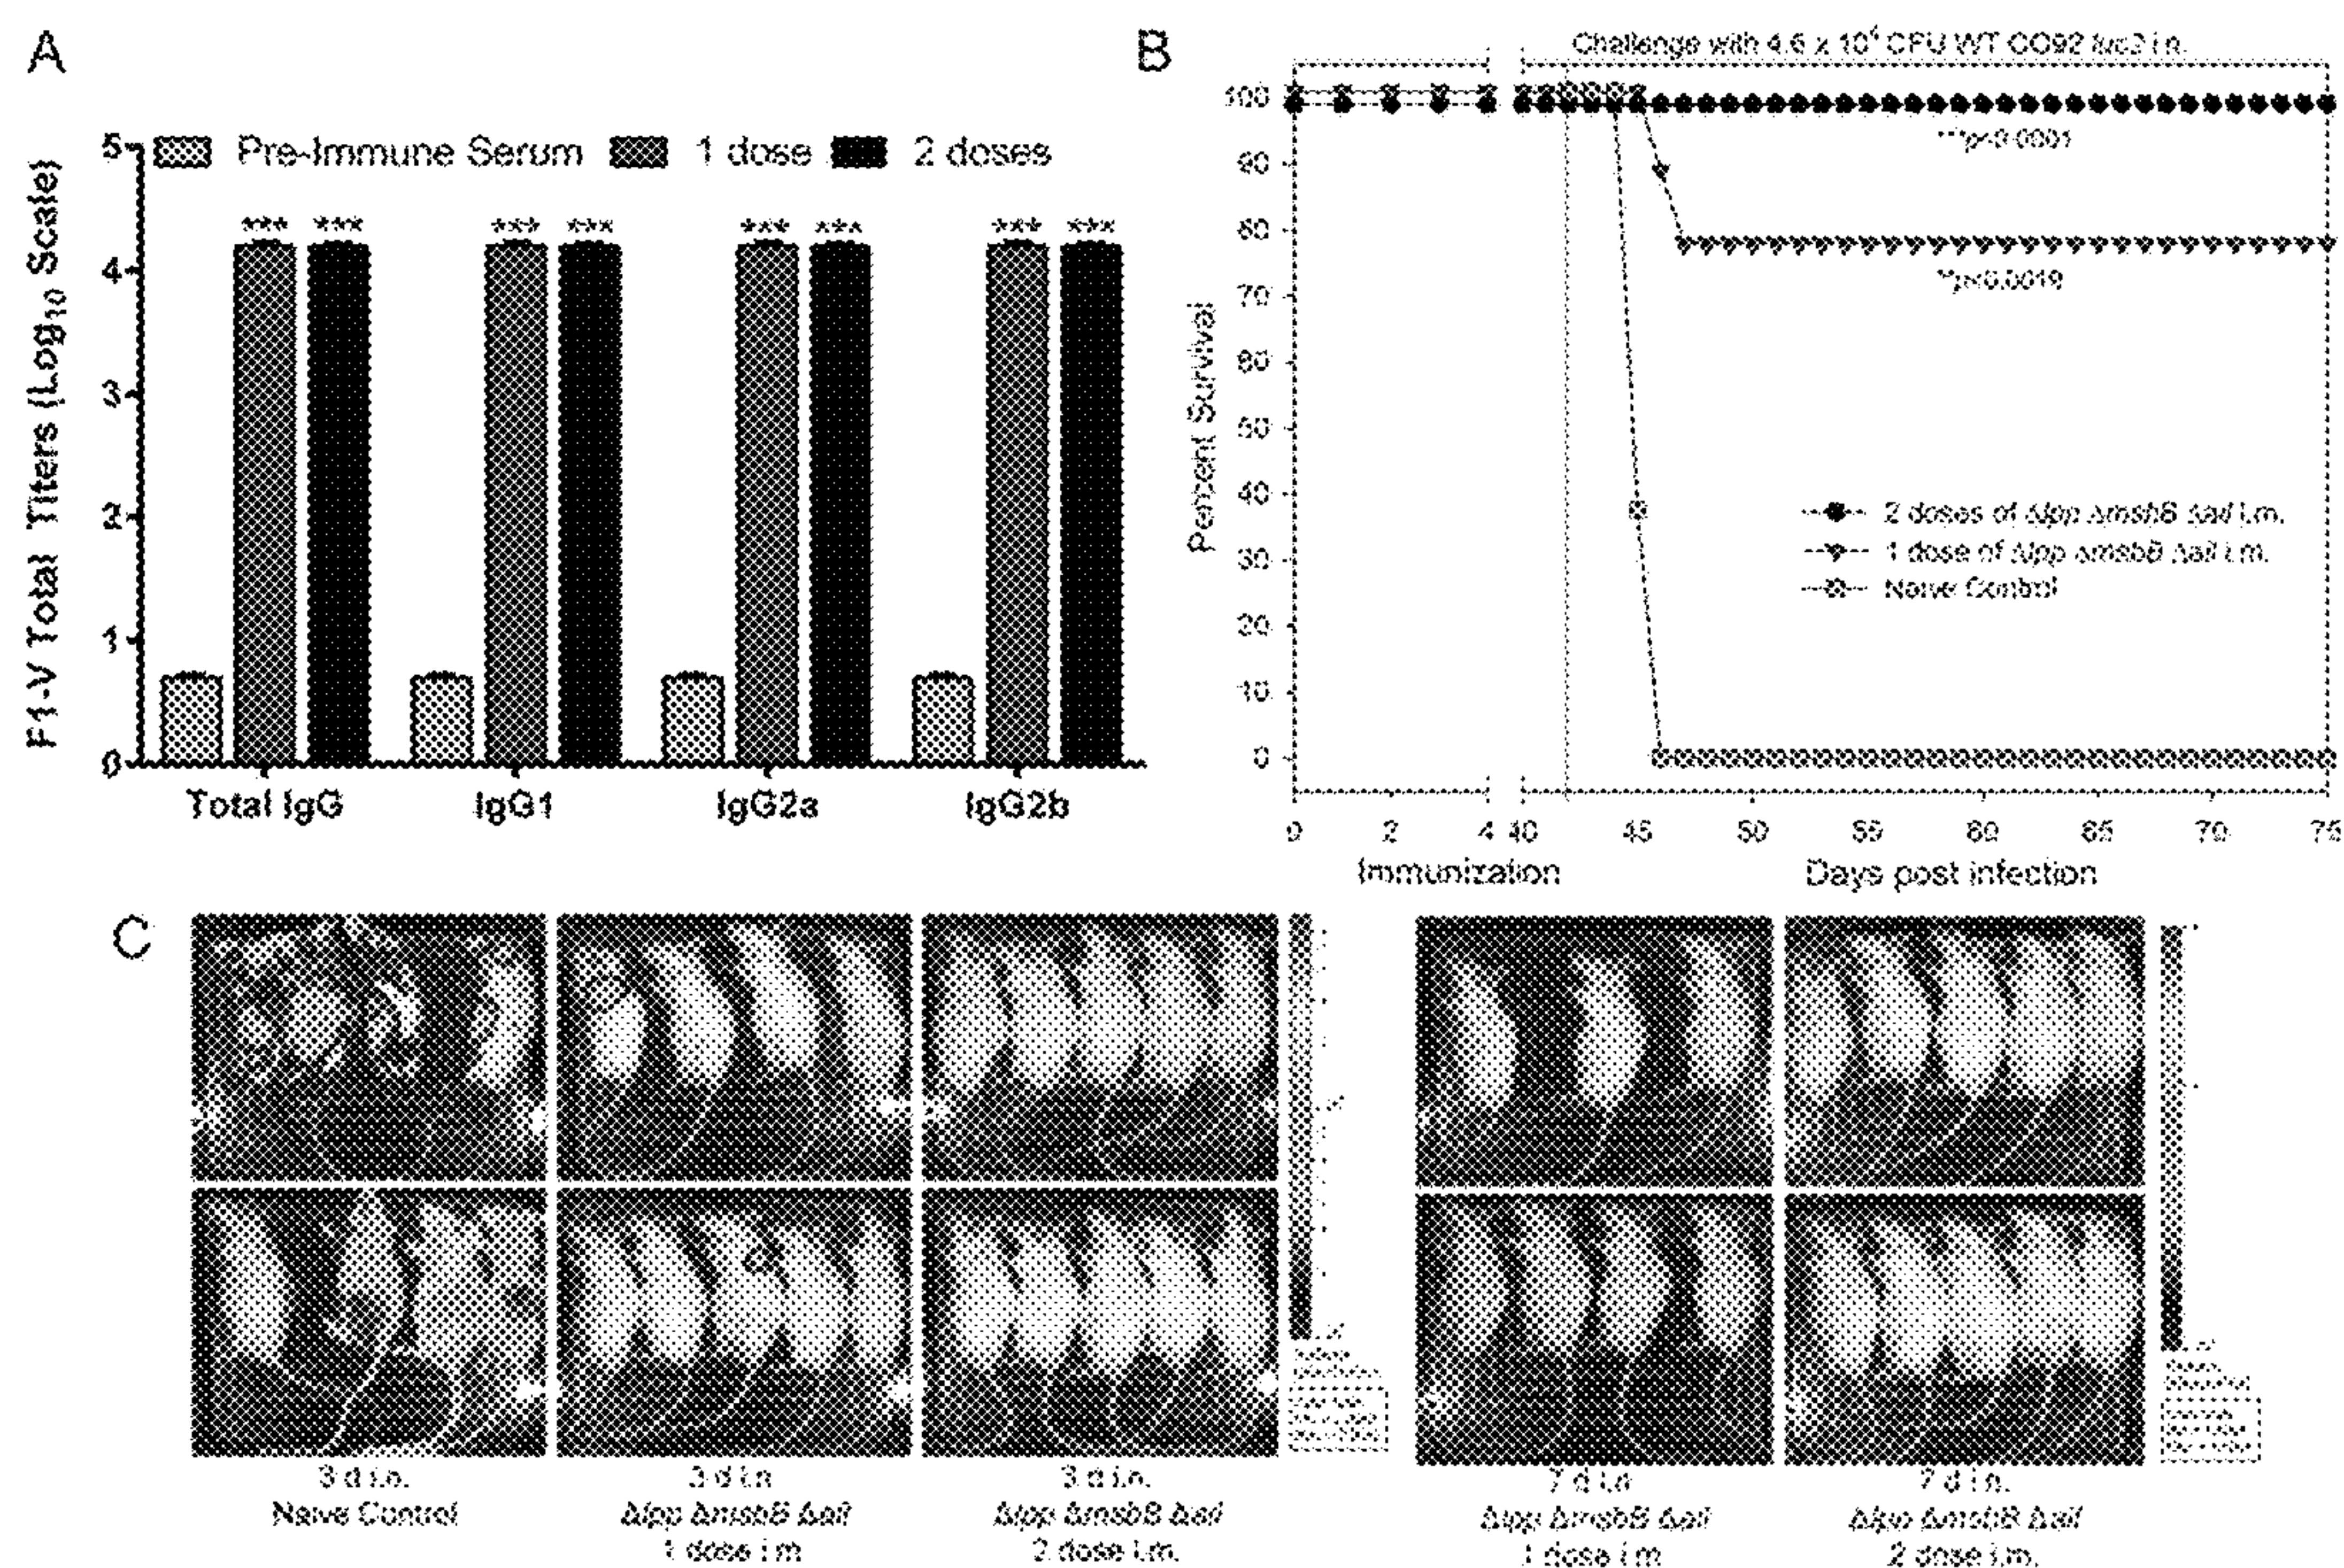 A
F1-V Total Titers (Log10 Scale)
5
4
3
2
1
0
Pre-Immune Serum 1 dose 2 doses
*** *** *** *** *** *** *** ***
Total IgG IgG1 IgG2a IgG2b
B
Challenge with 4.6 x 10⁴ CFU WT CO92 luc2 i.n.
Percent Survival
100
90
80
70
60
50
40
30
20
10
0
***p<0.0001
**p<0.0019
2 doses of Δlpp ΔmsbB Δail i.m.
1 dose of Δlpp ΔmsbB Δail i.m.
Naive Control
0 2 4 40 45 50 55 60 65 70 75
Immunization Days post infection
C
3 d i.n.
Naive Control
3 d i.n
Δlpp ΔmsbB Δail
1 dose i.m
3 d i.n.
Δlpp ΔmsbB Δail
2 dose i.m.
7 d i.n
Δlpp ΔmsbB Δail
1 dose i.m
7 d i.n.
Δlpp ΔmsbB Δail
2 dose i.m.